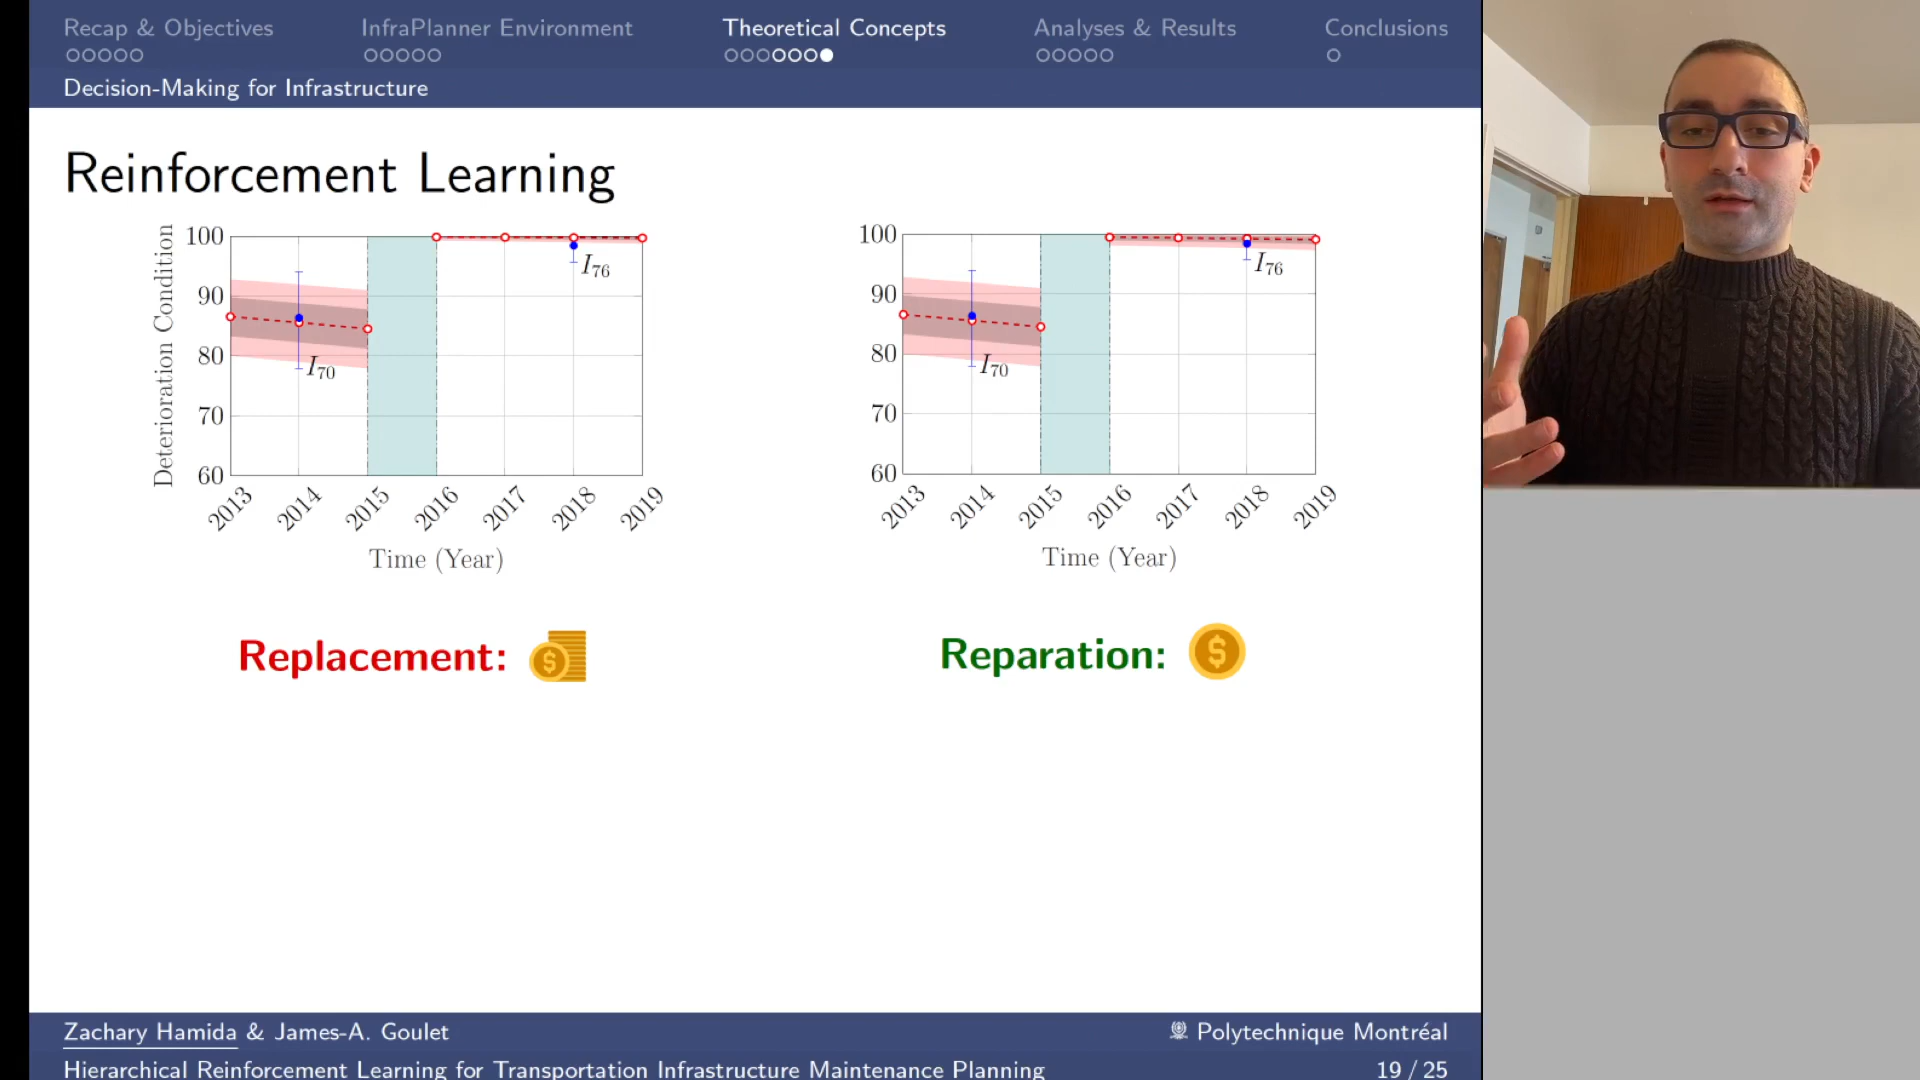 Recap & Objectives
InfraPlanner Environment
Theoretical Concepts
Analyses & Results
Conclusions
Decision-Making for Infrastructure
Reinforcement Learning
Deterioration Condition
100
90
80
70
60
I70
I76
2013
2014
2015
2016
2017
2018
2019
Time (Year)
100
90
80
70
60
I70
I76
2013
2014
2015
2016
2017
2018
2019
Time (Year)
Replacement: $
Reparation: $
Zachary Hamida & James-A. Goulet
Polytechnique Montréal
Hierarchical Reinforcement Learning for Transportation Infrastructure Maintenance Planning
19 / 25